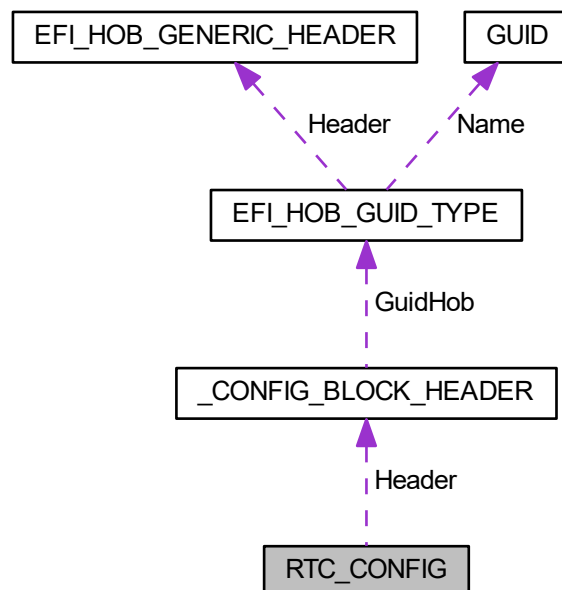 EFI_HOB_GENERIC_HEADER
GUID
Header
Name
EFI_HOB_GUID_TYPE
GuidHob
_CONFIG_BLOCK_HEADER
Header
RTC_CONFIG